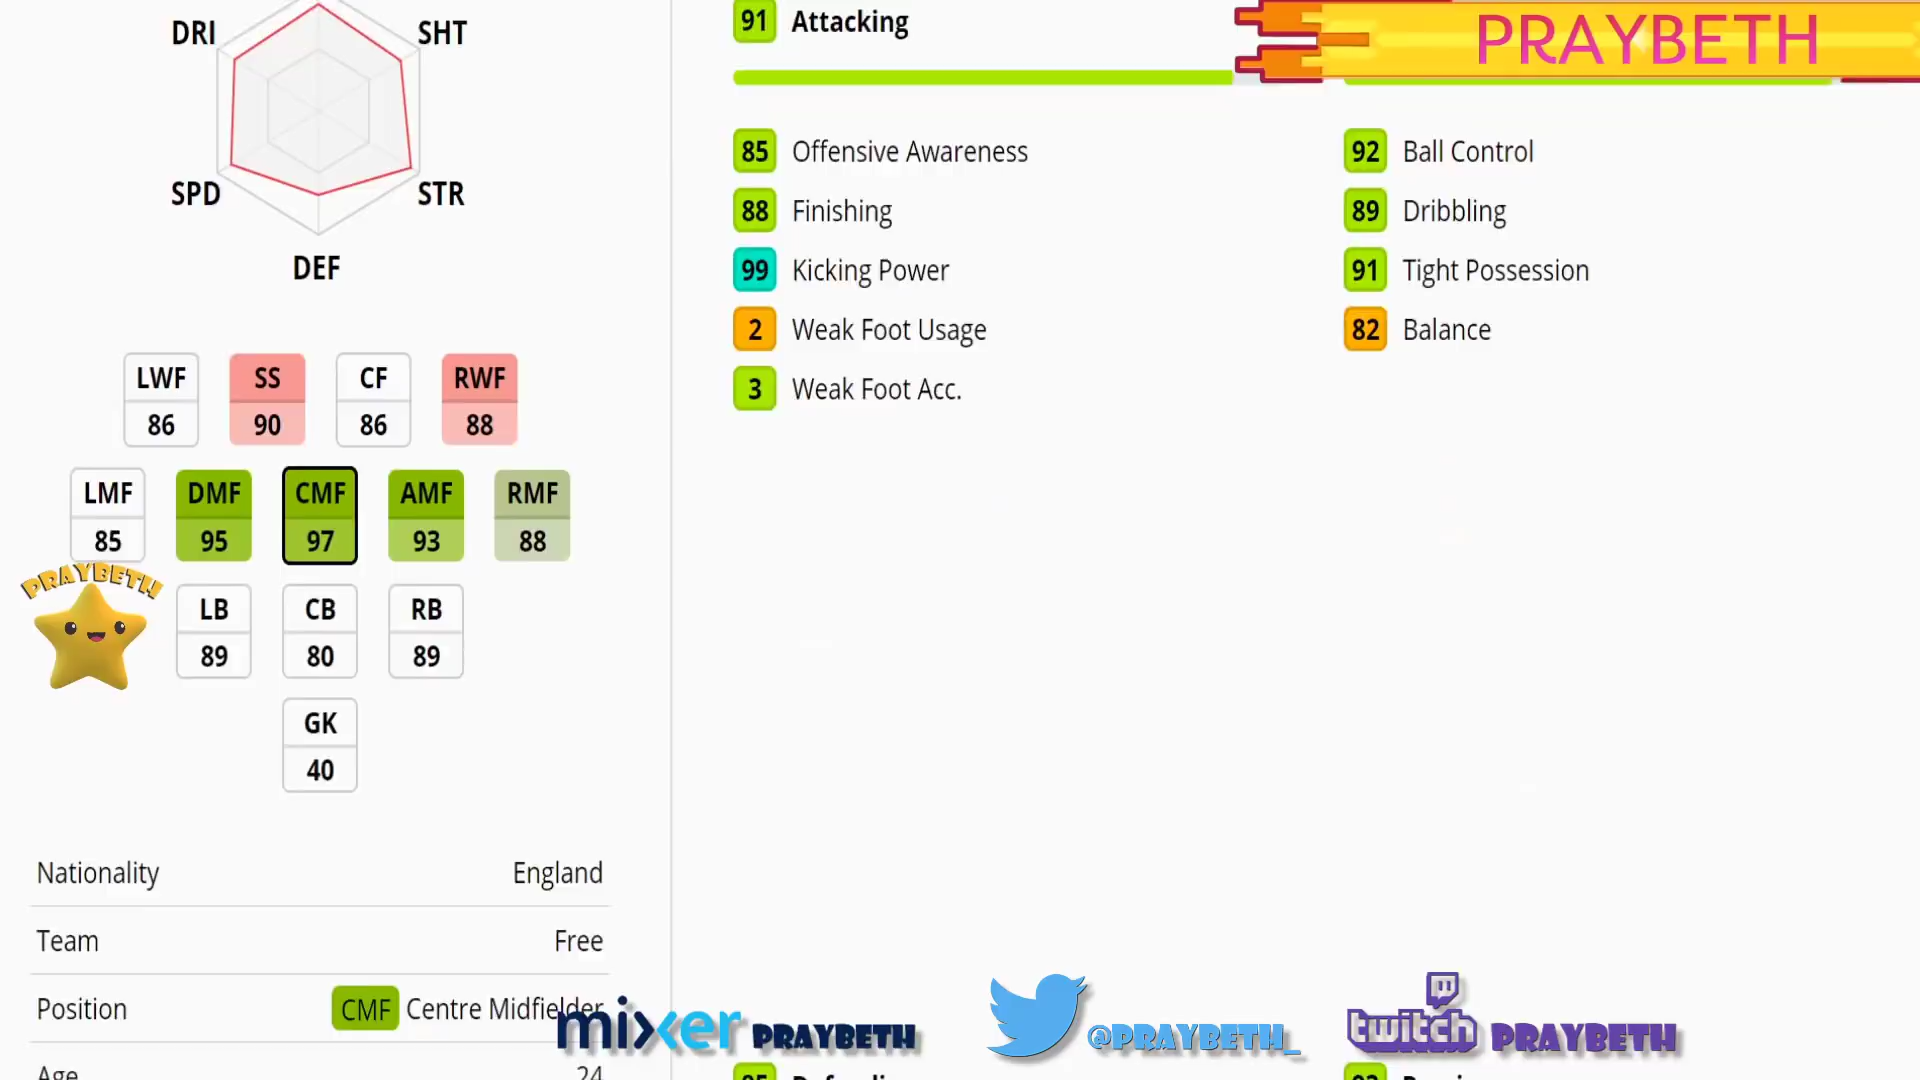 DRI
SHT
SPD
STR
DEF
LWF
86
SS
90
CF
86
RWF
88
LMF
85
DMF
95
CMF
97
AMF
93
RMF
88
PRAYBETH
LB
89
CB
80
RB
89
GK
40
Nationality England
Team Free
Position CMF Centre Midfielder
Age 24
91 Attacking
85 Offensive Awareness
88 Finishing
99 Kicking Power
2 Weak Foot Usage
3 Weak Foot Acc.
PRAYBETH
92 Ball Control
89 Dribbling
91 Tight Possession
82 Balance
mixer PRAYBETH
@PRAYBETH_
twitch PRAYBETH